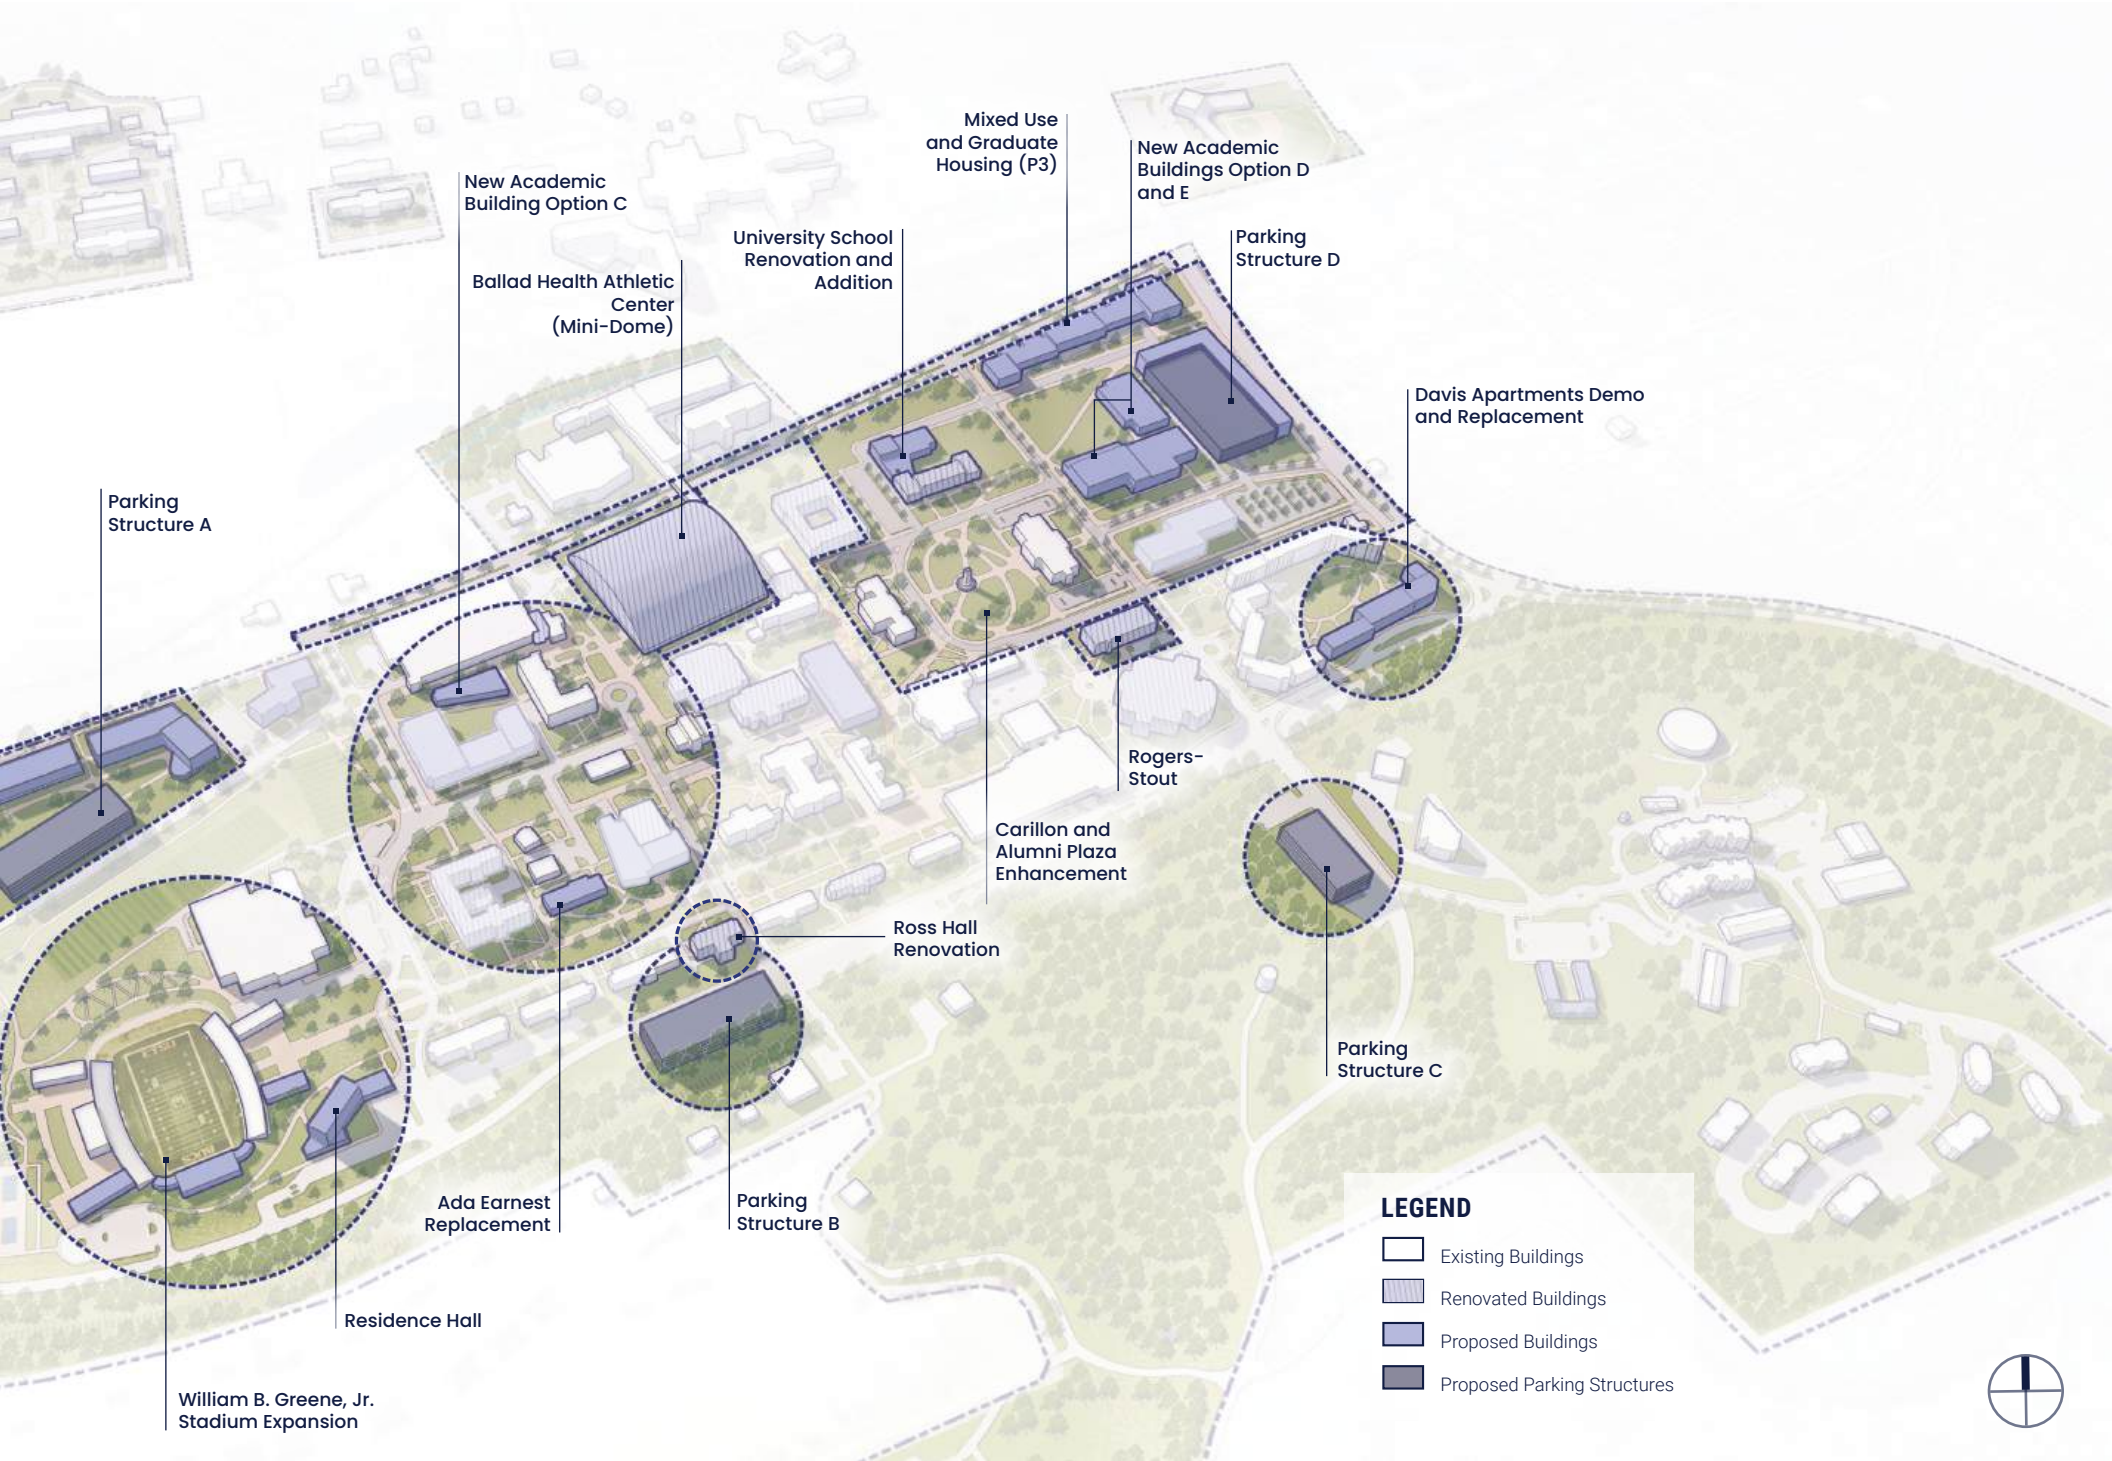 Mixed Use
and Graduate
Housing (P3)
New Academic
Buildings Option D
and E
New Academic
Building Option C
University School
Renovation and
Addition
Parking
Structure D
Ballad Health Athletic
Center
(Mini-Dome)
Davis Apartments Demo
and Replacement
Parking
Structure A
Rogers-
Stout
Carillon and
Alumni Plaza
Enhancement
Ross Hall
Renovation
Parking
Structure C
Ada Earnest
Replacement
Parking
Structure B
Residence Hall
William B. Greene, Jr.
Stadium Expansion
LEGEND
Existing Buildings
Renovated Buildings
Proposed Buildings
Proposed Parking Structures